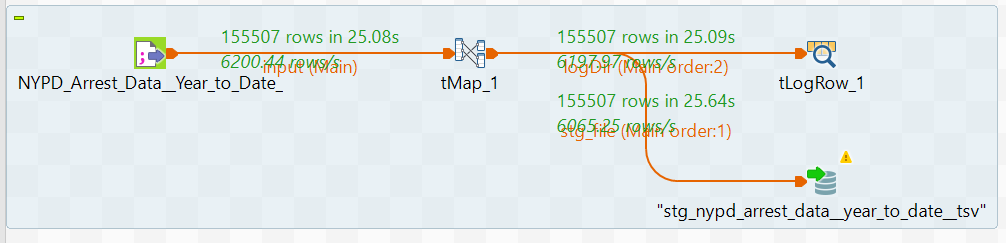 155507 rows in 25.08s
6200.44 rows/s
input (Main)
NYPD_Arrest_Data__Year_to_Date_
tMap_1
155507 rows in 25.09s
6197.97 rows/s
logDir (Main order:2)
tLogRow_1
155507 rows in 25.64s
6065.25 rows/s
stg_file (Main order:1)
"stg_nypd_arrest_data__year_to_date__tsv"